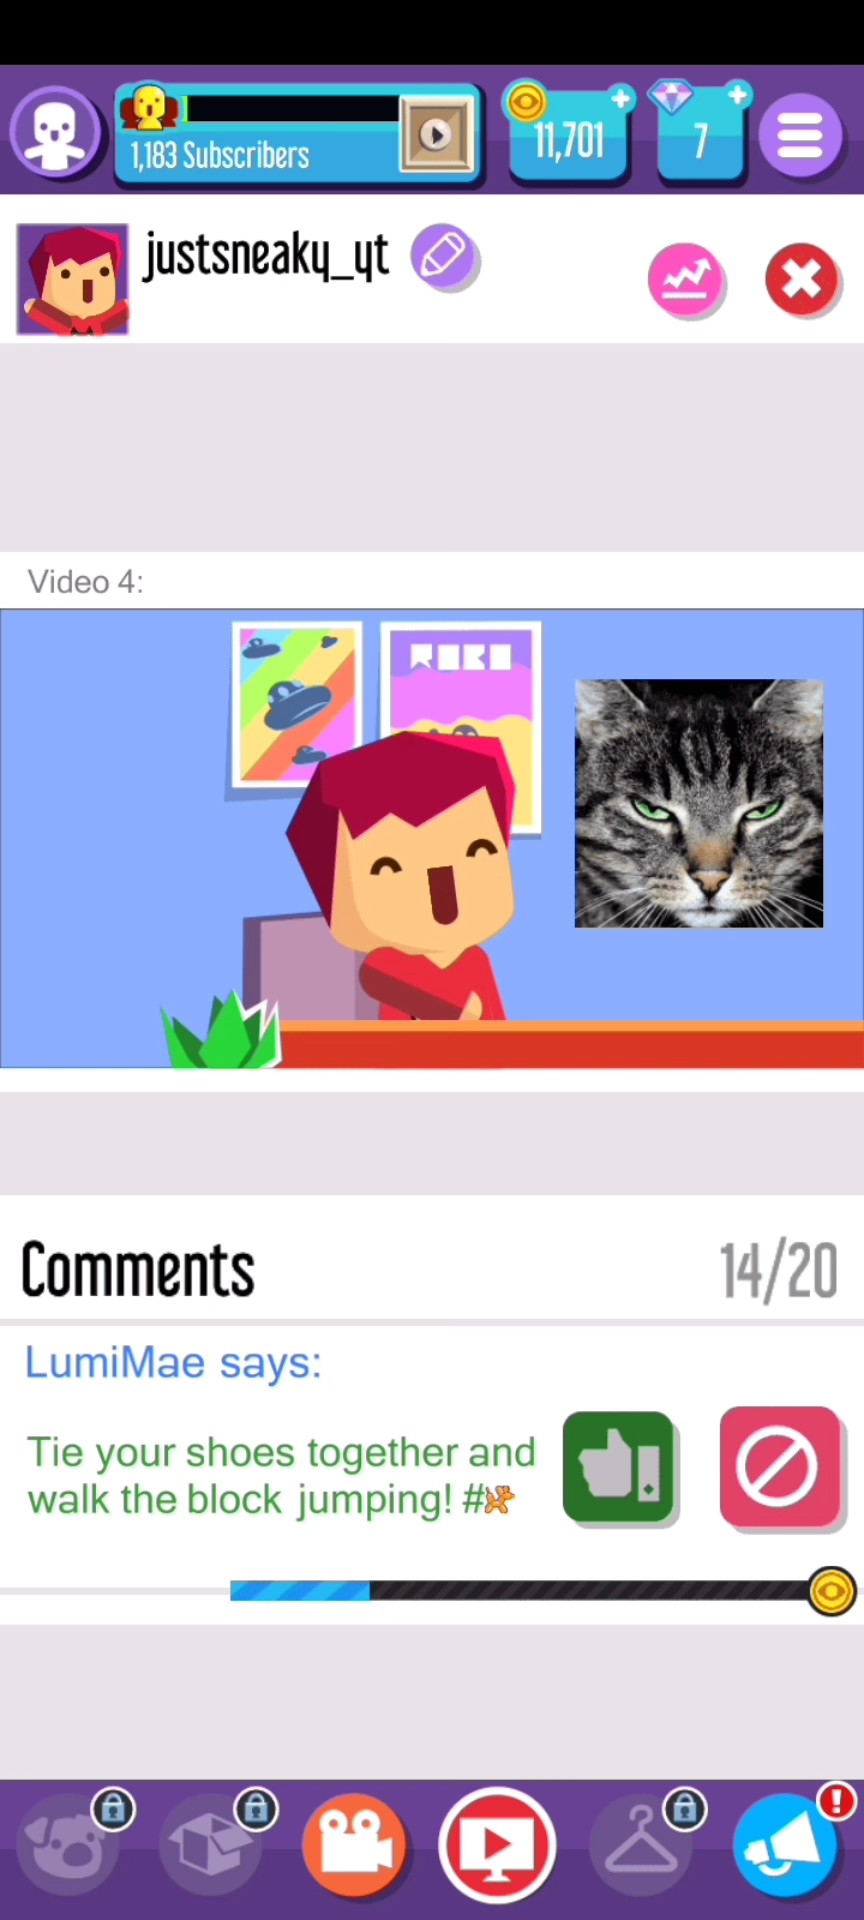 1,183 Subscribers
11,701
7
justsneaky_yt
Video 4:
Comments
14/20
LumiMae says:
Tie your shoes together and
walk the block jumping! #